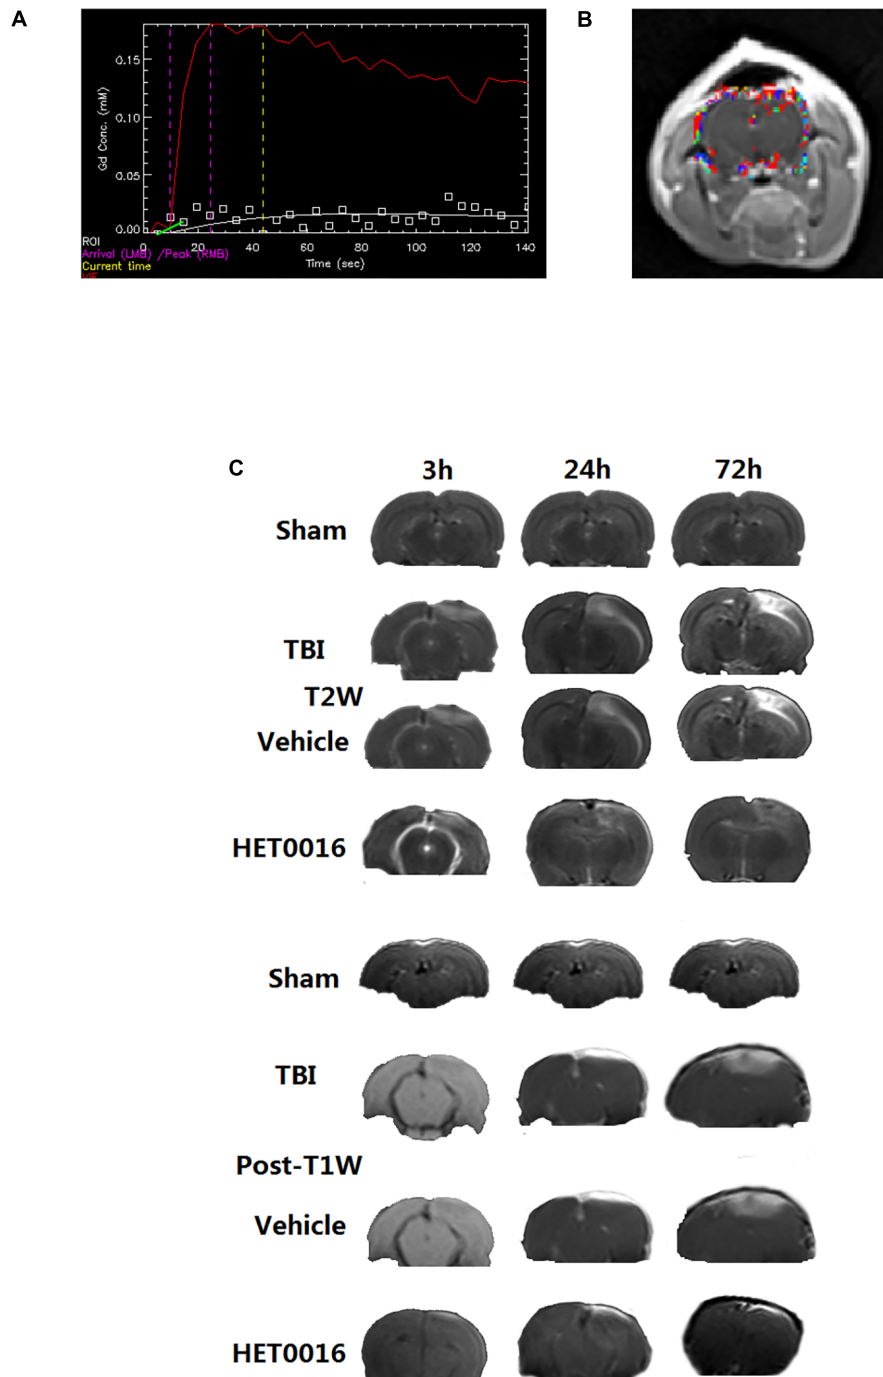 A
B
0.15
0.10
0.05
0.00
Gd Conc. (mM)
0
20
40
60
80
100
120
140
Time (sec)
ROI
Arrival (LMB) /Peak (RMB)
Current time
C
3h
24h
72h
Sham
TBI
T2W
Vehicle
HET0016
Sham
TBI
Post-T1W
Vehicle
HET0016